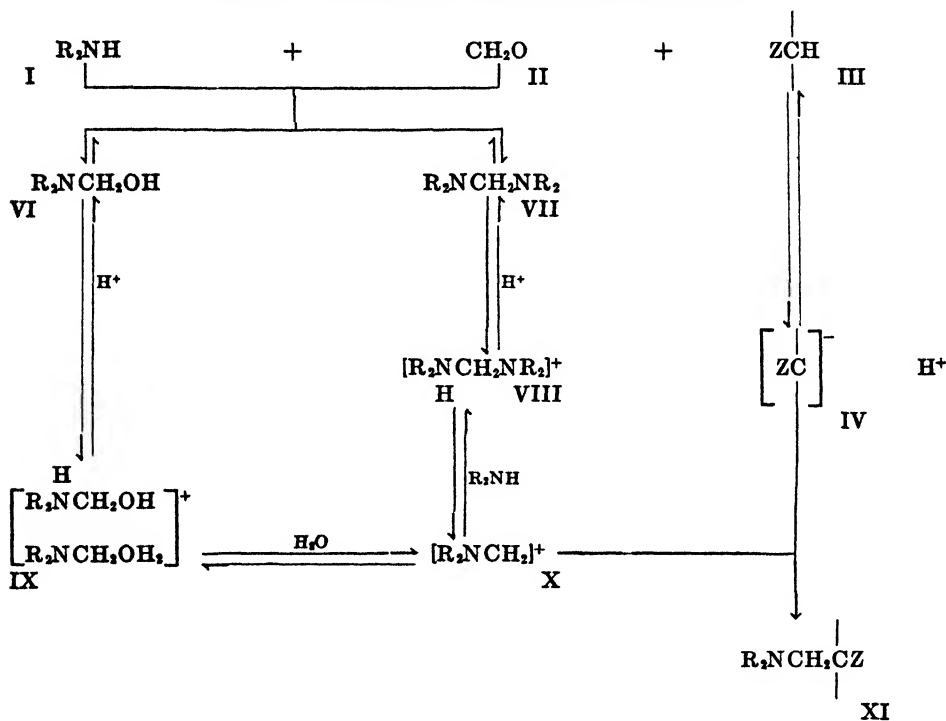 R₂NH + CH₂O + ZCH
I II III
R₂NCH₂OH R₂NCH₂NR₂
VI VII
H⁺ H⁺
[R₂NCH₂NR₂]⁺ [ZC]⁻ H⁺
H VIII
IV
H R₂NH
[R₂NCH₂OH
R₂NCH₂OH₂]⁺ H₂O [R₂NCH₂]⁺
IX X
R₂NCH₂CZ
XI